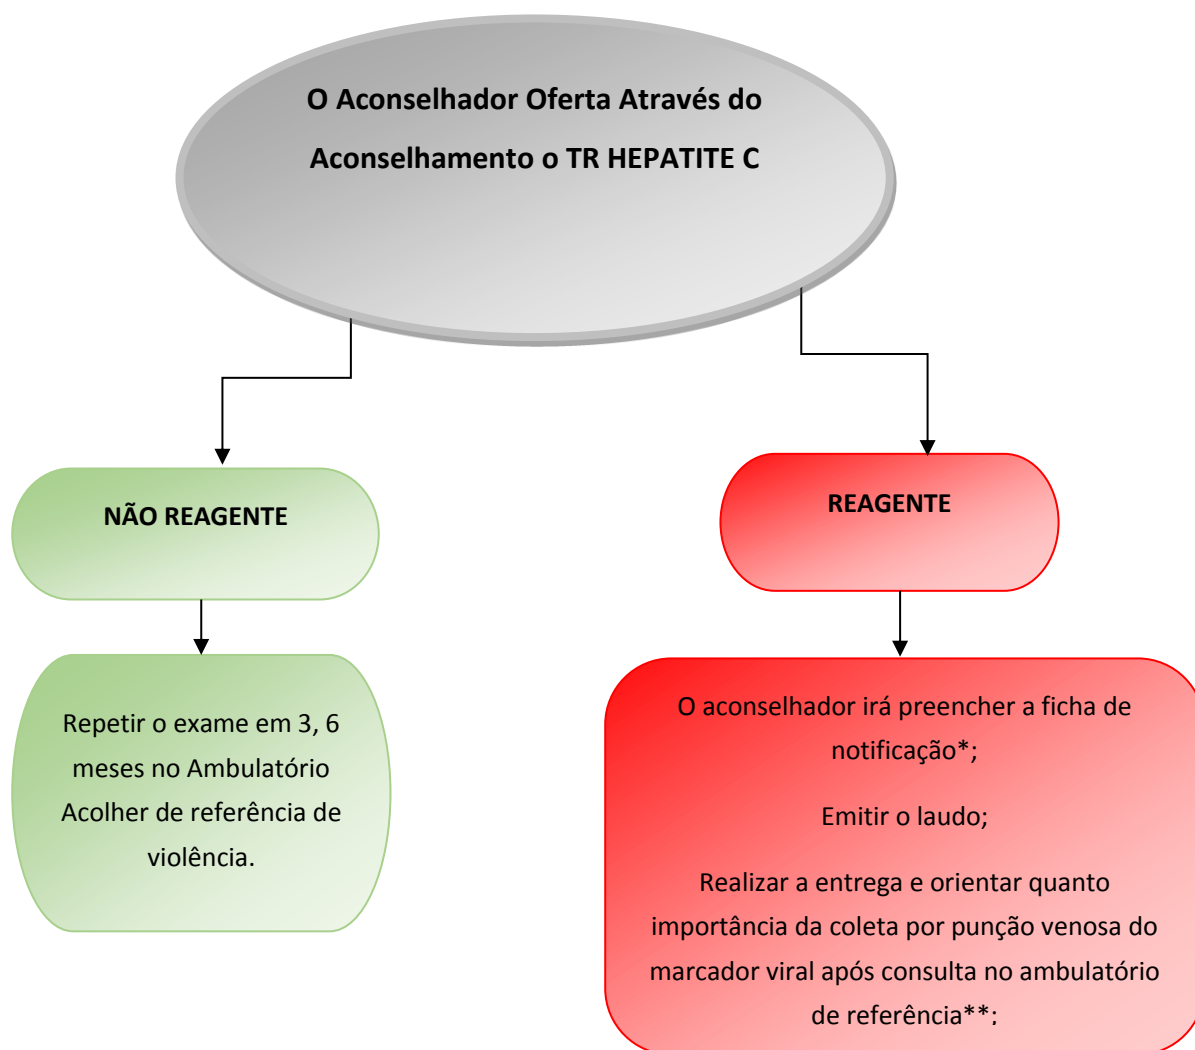 O Aconselhador Oferta Através do
Aconselhamento o TR HEPATITE C
NÃO REAGENTE
REAGENTE
Repetir o exame em 3, 6
meses no Ambulatório
Acolher de referência de
violência.
O aconselhador irá preencher a ficha de
notificação*;
Emitir o laudo;
Realizar a entrega e orientar quanto
importância da coleta por punção venosa do
marcador viral após consulta no ambulatório
de referência**;